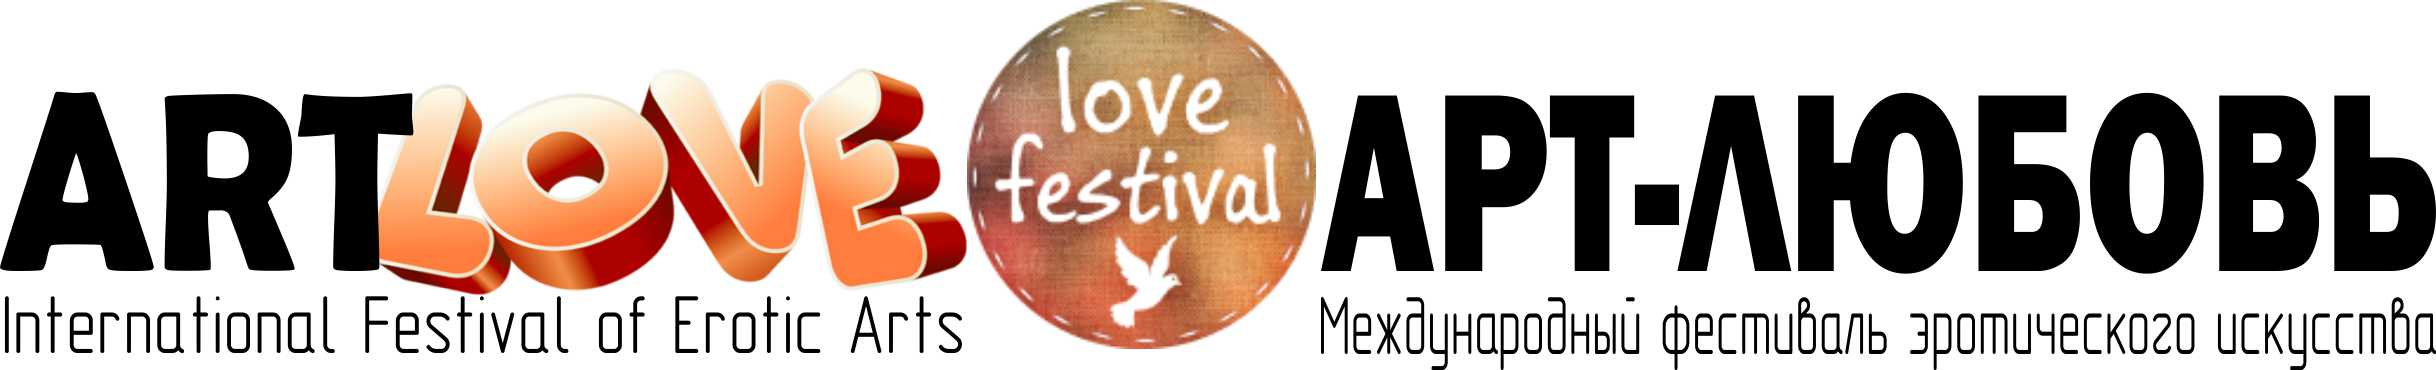 ARTLOVE
International Festival of Erotic Arts
love
festival
АРТ-ЛЮБОВЬ
Международный фестиваль эротического искусства